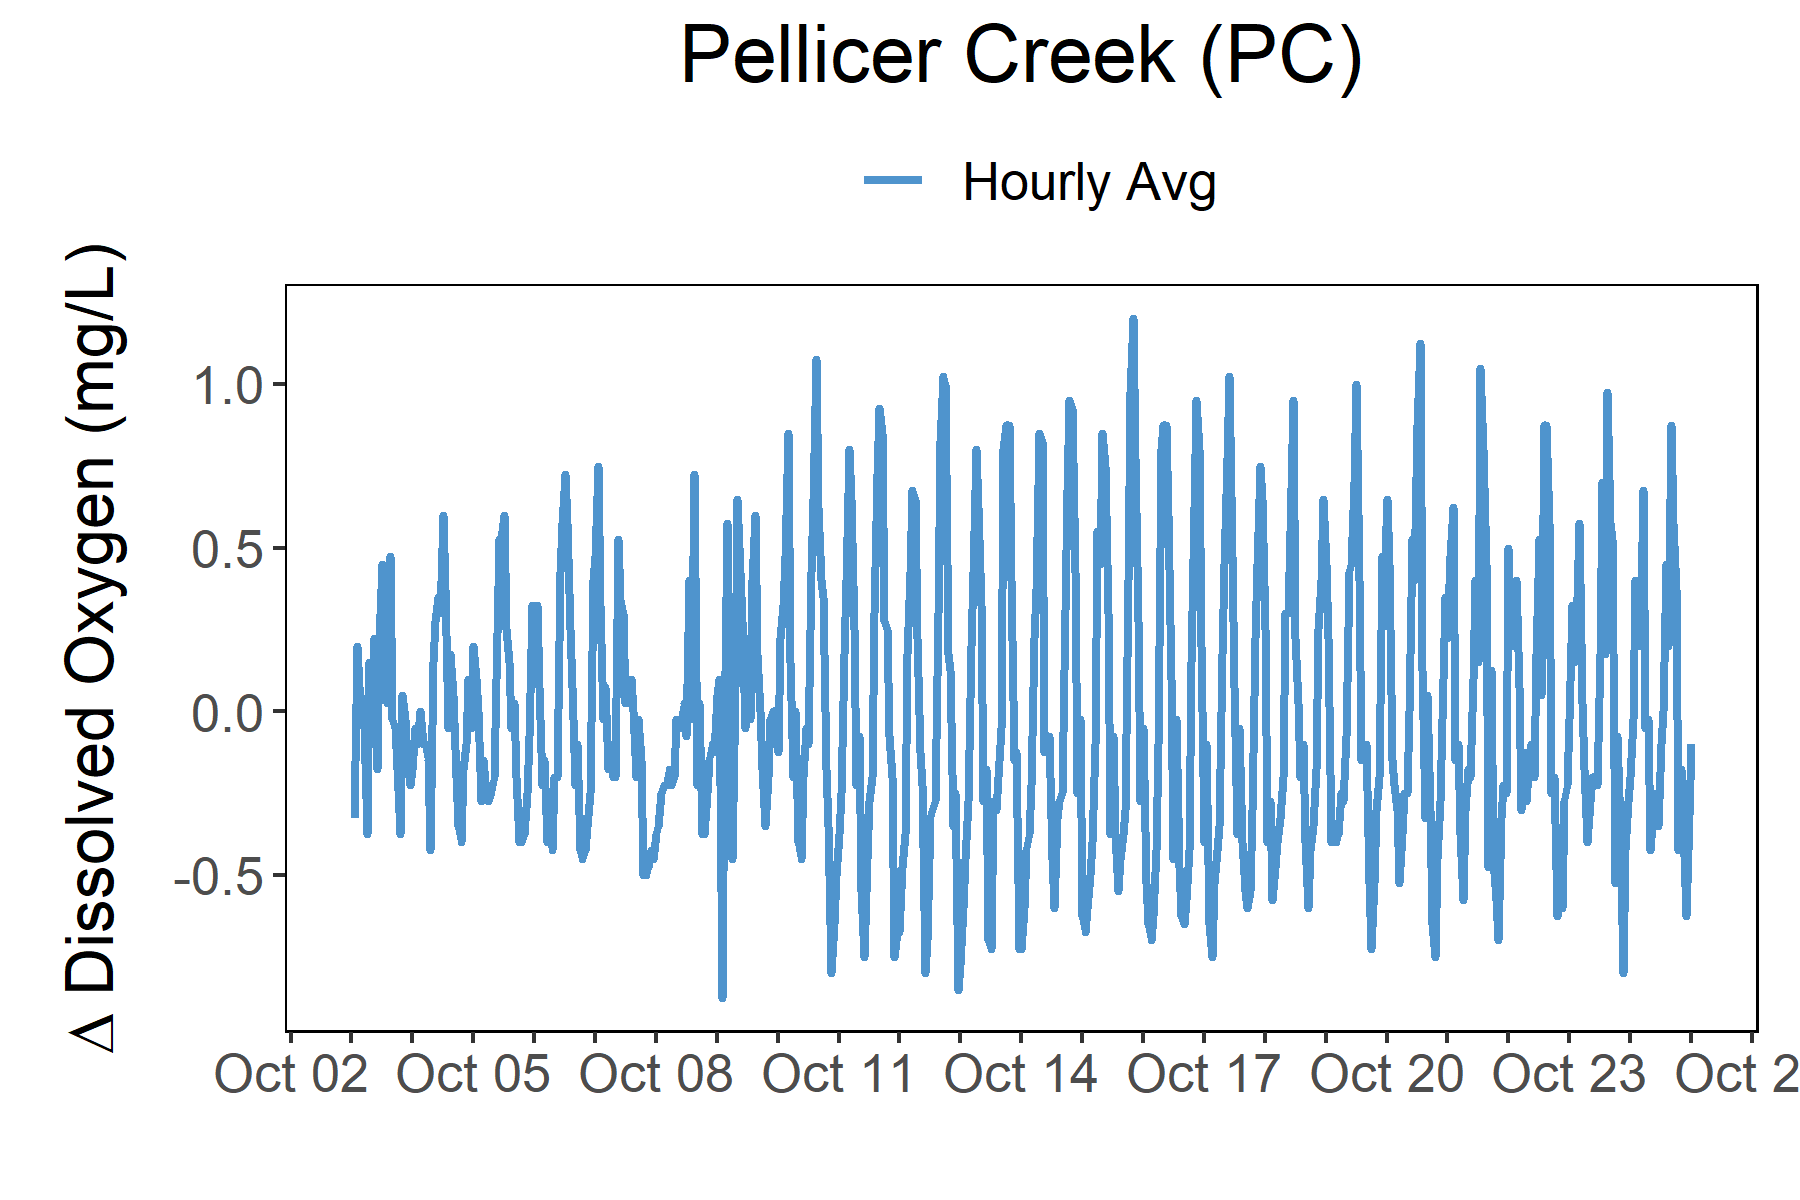 Pellicer Creek (PC)
Hourly Avg
Δ Dissolved Oxygen (mg/L)
1.0
0.5
0.0
-0.5
Oct 02 Oct 05 Oct 08 Oct 11 Oct 14 Oct 17 Oct 20 Oct 23 Oct 2